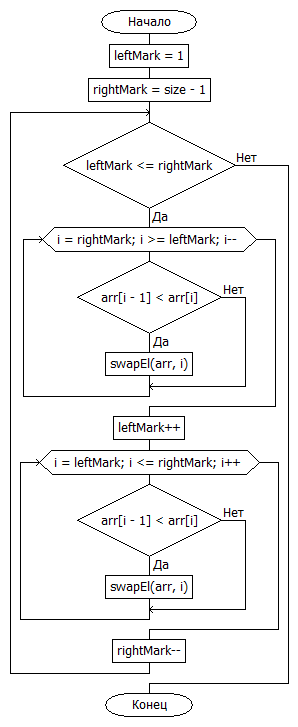 Начало
leftMark = 1
rightMark = size - 1
leftMark <= rightMark
Нет
Да
i = rightMark; i >= leftMark; i--
arr[i - 1] < arr[i]
Нет
Да
swapEl(arr, i)
leftMark++
i = leftMark; i <= rightMark; i++
arr[i - 1] < arr[i]
Нет
Да
swapEl(arr, i)
rightMark--
Конец